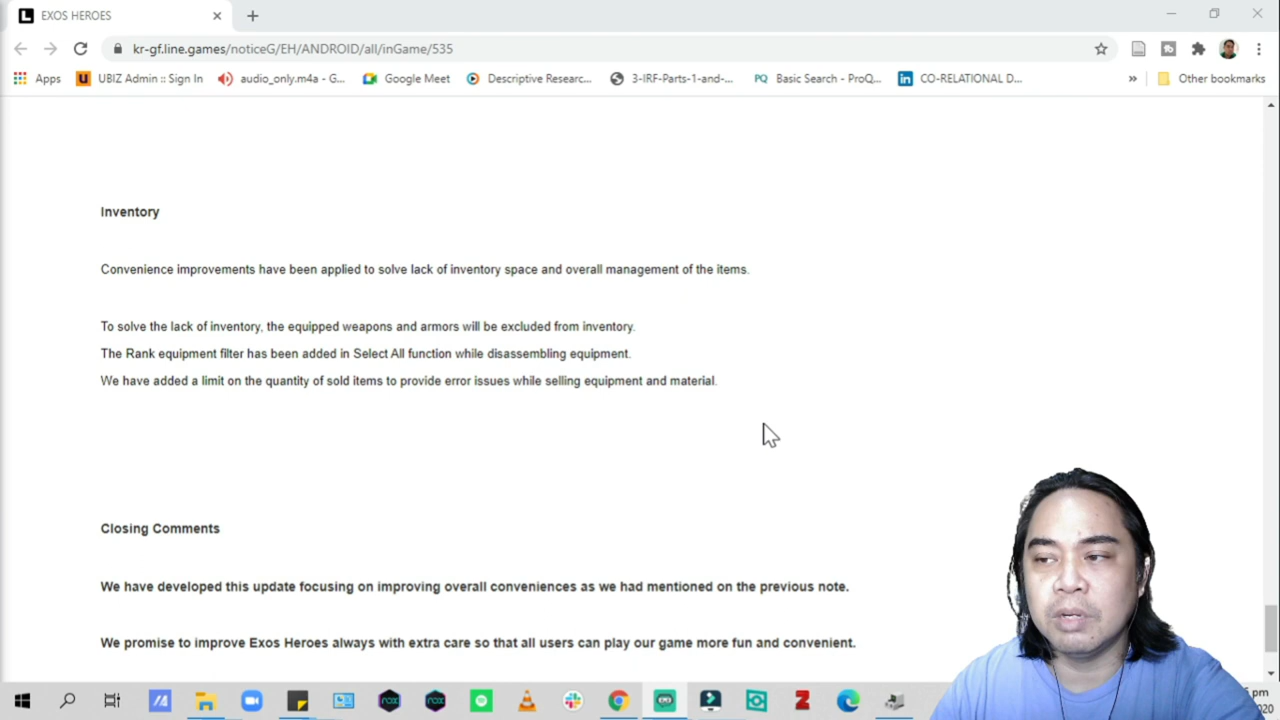 EXOS HEROES
kr-gf.line.games/noticeG/EH/ANDROID/all/inGame/535
Apps UBIZ Admin :: Sign In audio_only.m4a - G... Google Meet Descriptive Researc... 3-IRF-Parts-1-and-... PQ Basic Search - ProQ... in CO-RELATIONAL D... » Other bookmarks
Inventory
Convenience improvements have been applied to solve lack of inventory space and overall management of the items.
To solve the lack of inventory, the equipped weapons and armors will be excluded from inventory.
The Rank equipment filter has been added in Select All function while disassembling equipment.
We have added a limit on the quantity of sold items to provide error issues while selling equipment and material.
Closing Comments
We have developed this update focusing on improving overall conveniences as we had mentioned on the previous note.
We promise to improve Exos Heroes always with extra care so that all users can play our game more fun and convenient.
nox nox Z pm